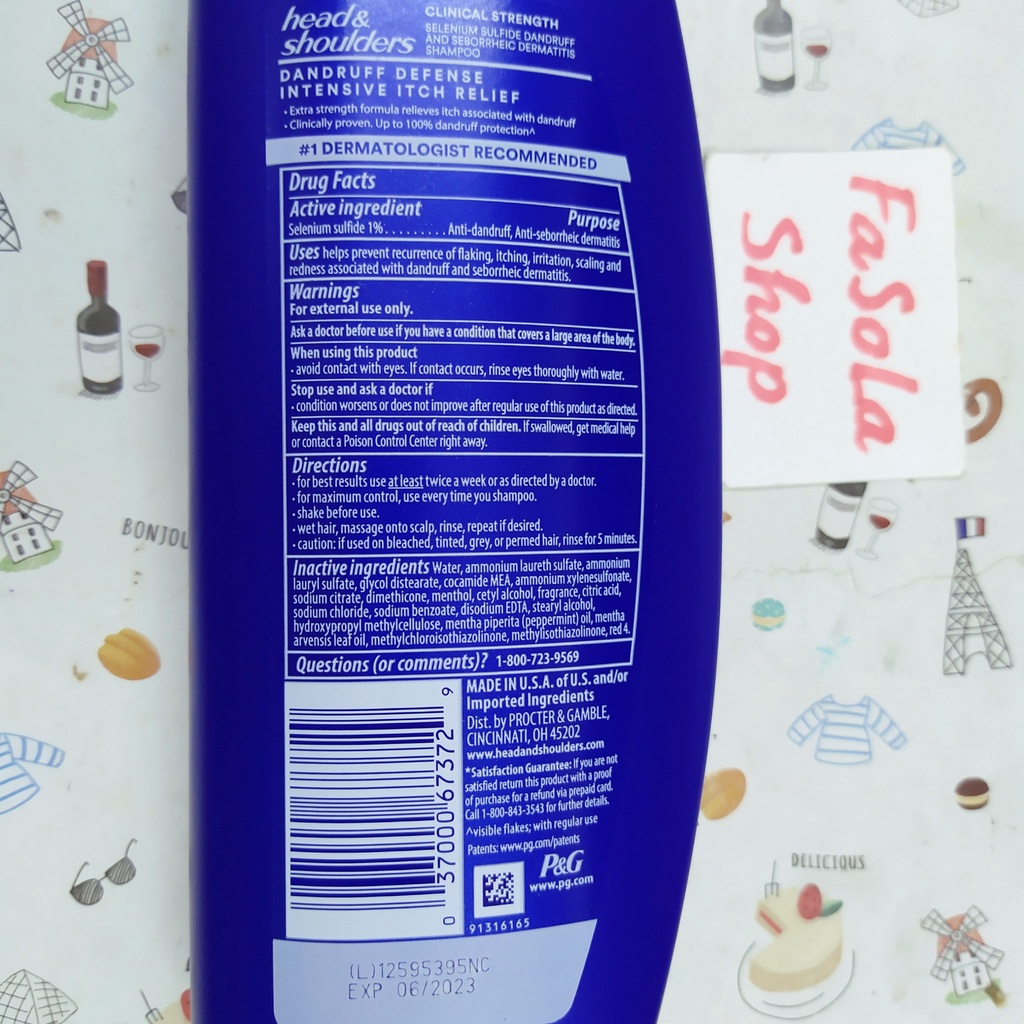 head&
shoulders
CLINICAL STRENGTH
SELENIUM SULFIDE DANDRUFF
AND SEBORRHEIC DERMATITIS
SHAMPOO
DANDRUFF DEFENSE
INTENSIVE ITCH RELIEF
• Extra strength formula relieves itch associated with dandruff
• Clinically proven. Up to 100% dandruff protection^
#1 DERMATOLOGIST RECOMMENDED
Drug Facts
Active ingredient Purpose
Selenium sulfide 1%......... Anti-dandruff, Anti-seborrheic dermatitis
Uses helps prevent recurrence of flaking, itching, irritation, scaling and
redness associated with dandruff and seborrheic dermatitis.
Warnings
For external use only.
Ask a doctor before use if you have a condition that covers a large area of the body.
When using this product
• avoid contact with eyes. If contact occurs, rinse eyes thoroughly with water.
Stop use and ask a doctor if
• condition worsens or does not improve after regular use of this product as directed.
Keep this and all drugs out of reach of children. If swallowed, get medical help
or contact a Poison Control Center right away.
Directions
• for best results use at least twice a week or as directed by a doctor.
• for maximum control, use every time you shampoo.
• shake before use.
• wet hair, massage onto scalp, rinse, repeat if desired.
• caution: if used on bleached, tinted, grey, or permed hair, rinse for 5 minutes.
Inactive ingredients Water, ammonium laureth sulfate, ammonium
lauryl sulfate, glycol distearate, cocamide MEA, ammonium xylenesulfonate,
sodium citrate, dimethicone, menthol, cetyl alcohol, fragrance, citric acid,
sodium chloride, sodium benzoate, disodium EDTA, stearyl alcohol,
hydroxypropyl methylcellulose, mentha piperita (peppermint) oil, mentha
arvensis leaf oil, methylchloroisothiazolinone, methylisothiazolinone, red 4.
Questions (or comments)? 1-800-723-9569
0 37000 67372 9
MADE IN U.S.A. of U.S. and/or
Imported Ingredients
Dist. by PROCTER & GAMBLE,
CINCINNATI, OH 45202
www.headandshoulders.com
*Satisfaction Guarantee: If you are not
satisfied return this product with a proof
of purchase for a refund via prepaid card.
Call 1-800-843-3543 for further details.
^visible flakes; with regular use
Patents: www.pg.com/patents
P&G
www.pg.com
91316165
(L)12595395NC
EXP 06/2023
FaSoLa
Shop
BONJOU
DELICIOUS